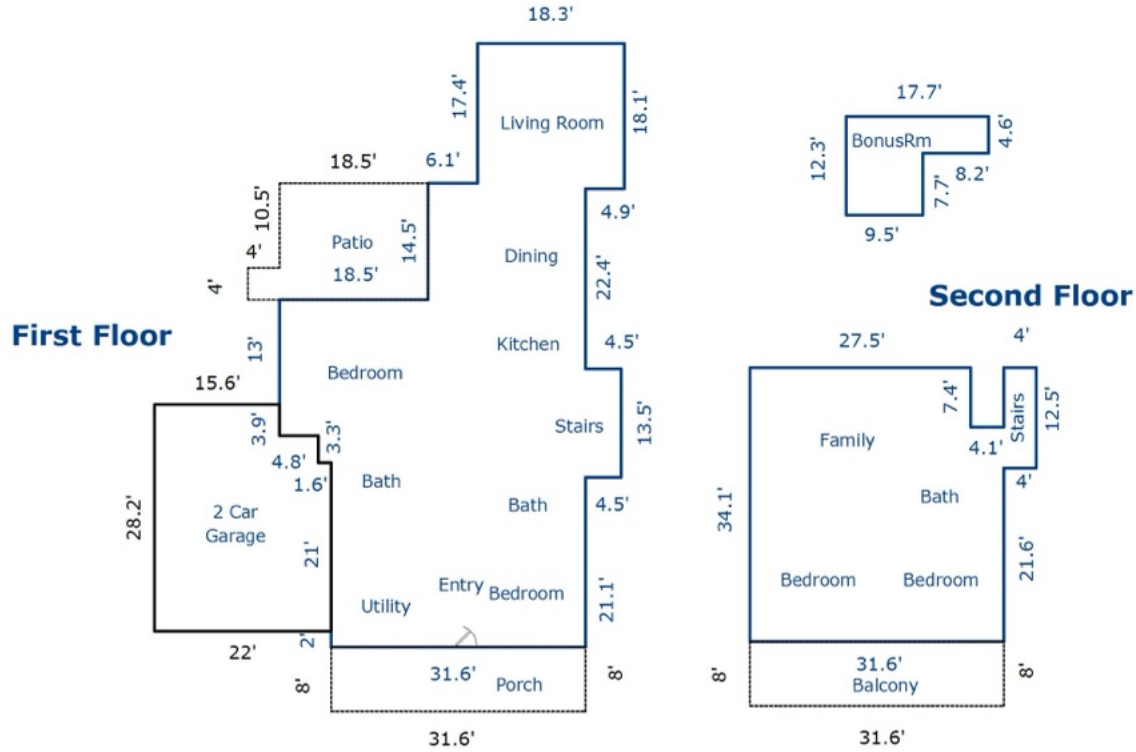 18.3'
17.4'
Living Room
18.1'
18.5'
6.1'
10.5'
4'
Patio
14.5'
18.5'
4'
4.9'
Dining
22.4'
First Floor
13'
Kitchen
4.5'
Bedroom
15.6'
3.9'
3.3'
4.8'
1.6'
Stairs
13.5'
Bath
Bath
4.5'
28.2'
2 Car
Garage
21'
Entry
Bedroom
Utility
21.1'
2'
22'
8'
31.6'
Porch
8'
31.6'
17.7'
BonusRm
4.6'
12.3'
8.2'
7.7'
9.5'
Second Floor
27.5'
4'
7.4'
Stairs
12.5'
Family
4.1'
4'
34.1'
Bath
Bedroom
Bedroom
21.6'
8'
31.6'
Balcony
8'
31.6'